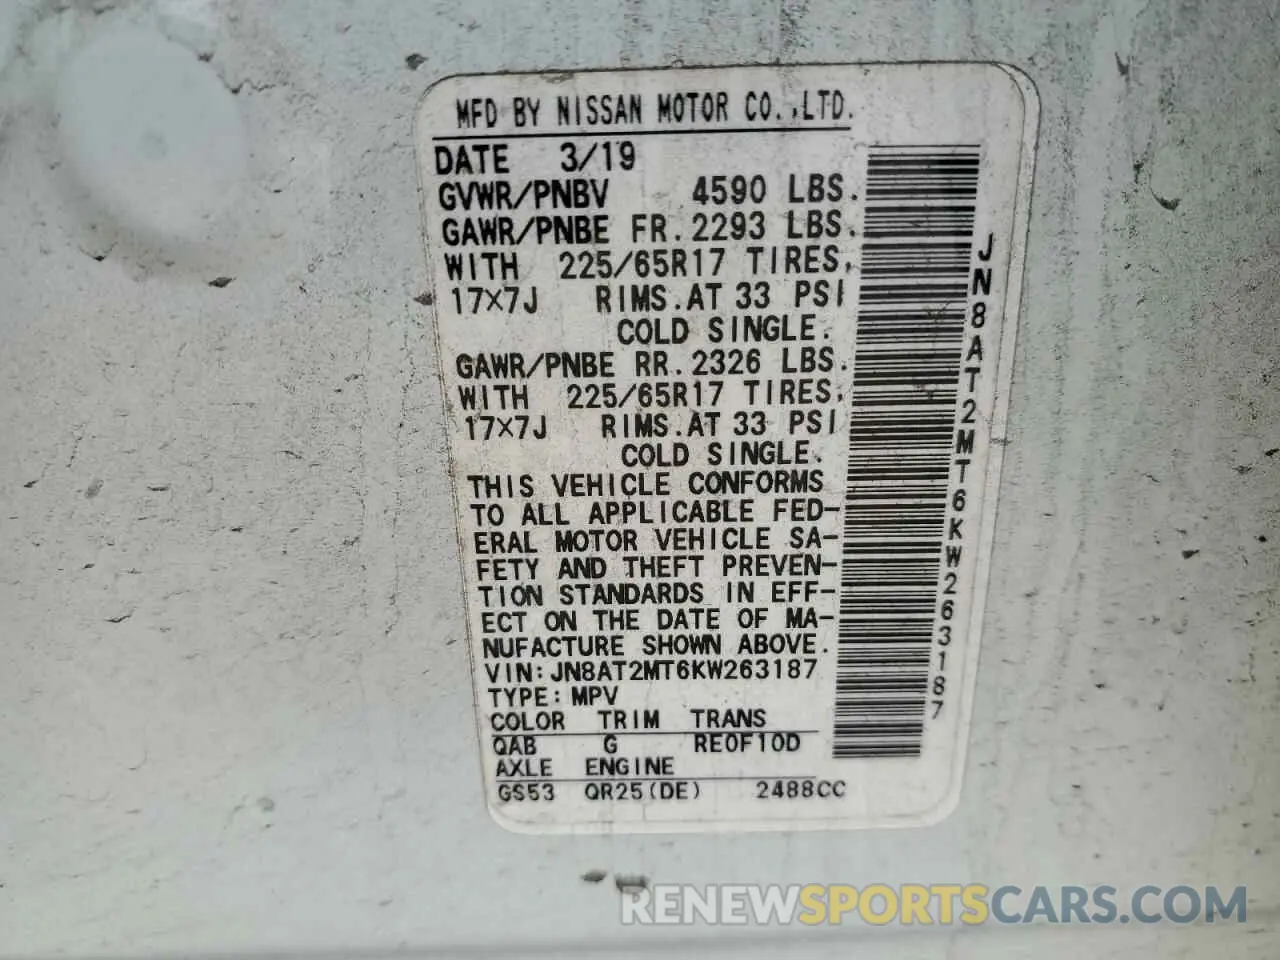 MFD BY NISSAN MOTOR CO.,LTD.
DATE 3/19
GVWR/PNBV 4590 LBS.
GAWR/PNBE FR.2293 LBS.
WITH 225/65R17 TIRES,
17×7J RIMS.AT 33 PSI
COLD SINGLE.
GAWR/PNBE RR.2326 LBS.
WITH 225/65R17 TIRES,
17×7J RIMS.AT 33 PSI
COLD SINGLE.
THIS VEHICLE CONFORMS
TO ALL APPLICABLE FED-
ERAL MOTOR VEHICLE SA-
FETY AND THEFT PREVEN-
TION STANDARDS IN EFF-
ECT ON THE DATE OF MA-
NUFACTURE SHOWN ABOVE.
VIN:JN8AT2MT6KW263187
TYPE:MPV
COLOR TRIM TRANS
QAB G RE0F10D
AXLE ENGINE
GS53 QR25(DE) 2488CC
JN8AT2MT6KW263187
RENEWSPORTSCARS.COM